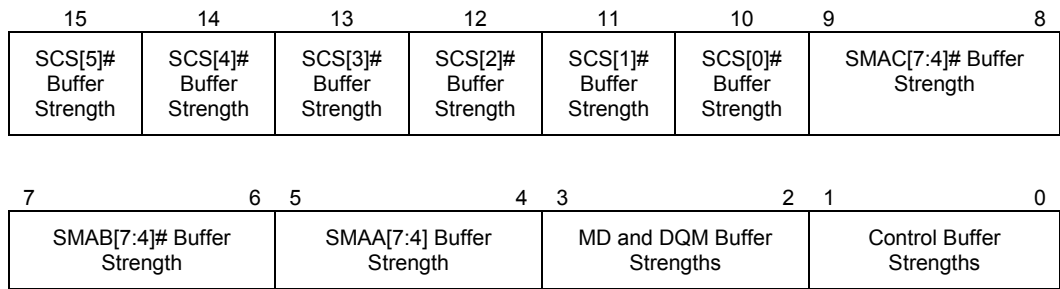 15 14 13 12 11 10 9 8
SCS[5]# SCS[4]# SCS[3]# SCS[2]# SCS[1]# SCS[0]# SMAC[7:4]# Buffer
Buffer Buffer Buffer Buffer Buffer Buffer Strength
Strength Strength Strength Strength Strength Strength
7 6 5 4 3 2 1 0
SMAB[7:4]# Buffer SMAA[7:4] Buffer MD and DQM Buffer Control Buffer
Strength Strength Strengths Strengths